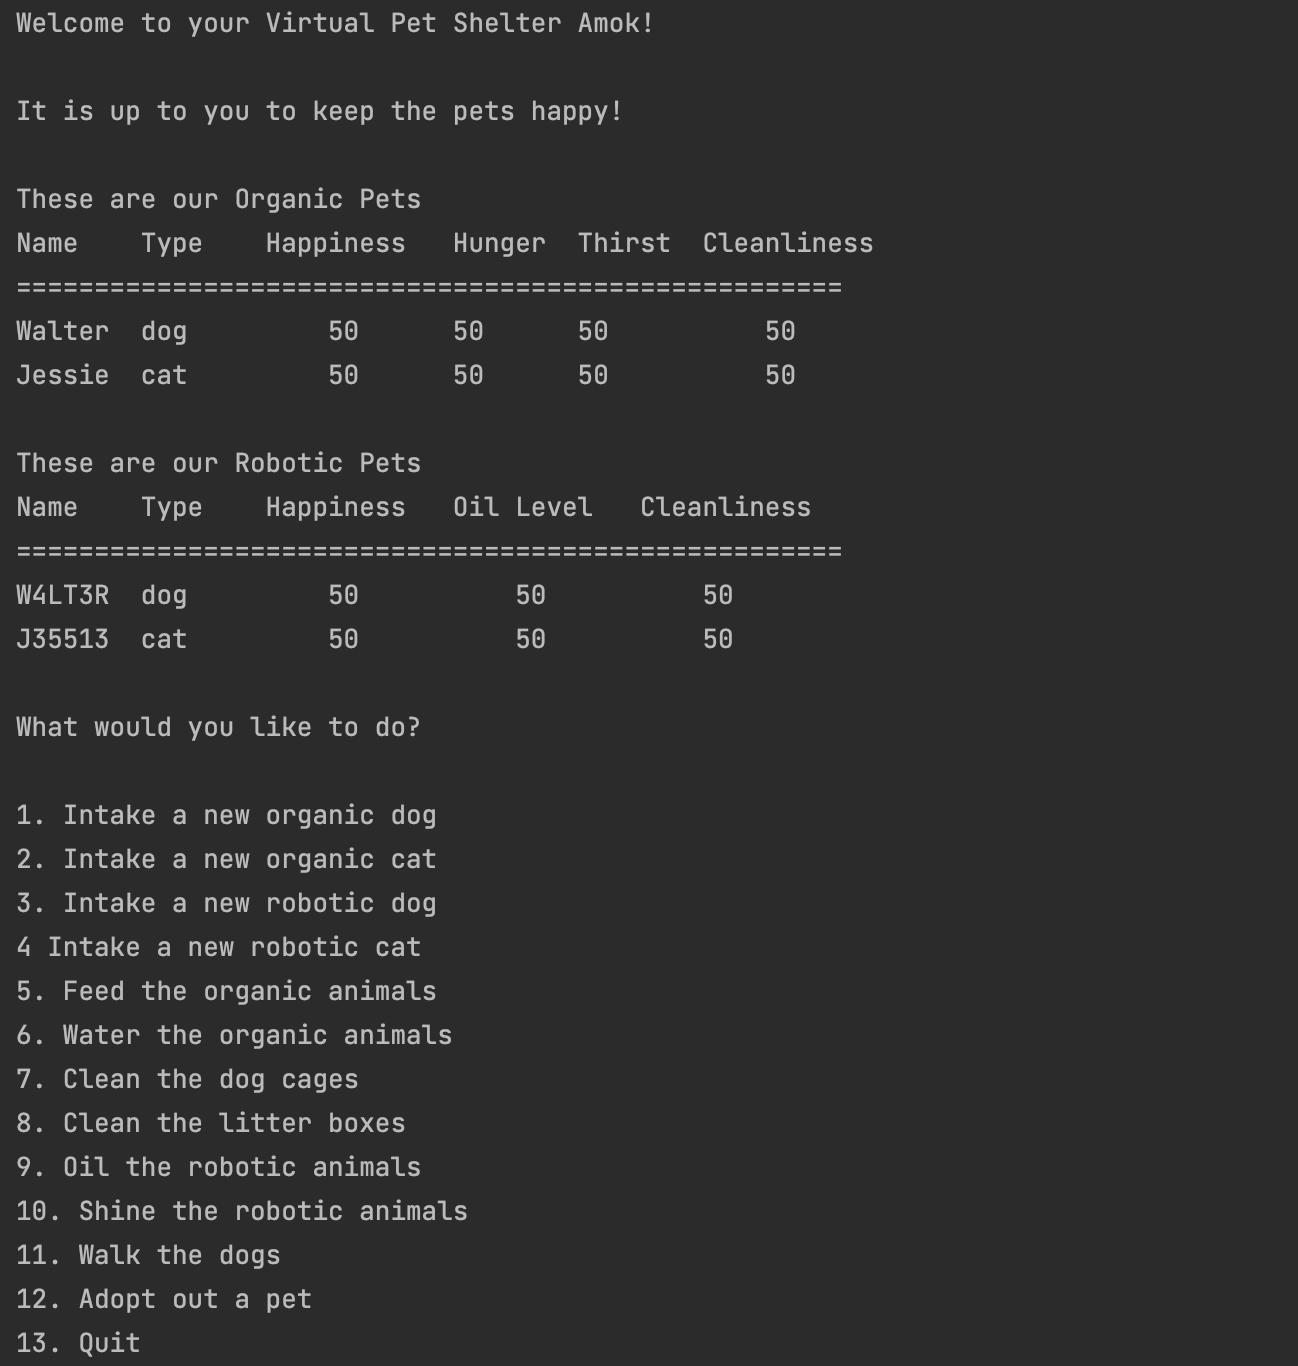 Welcome to your Virtual Pet Shelter Amok!
It is up to you to keep the pets happy!
These are our Organic Pets
Name    Type    Happiness   Hunger  Thirst  Cleanliness
=====================================================
Walter  dog         50      50      50          50
Jessie  cat         50      50      50          50
These are our Robotic Pets
Name    Type    Happiness   Oil Level   Cleanliness
=====================================================
W4LT3R  dog         50          50          50
J35513  cat         50          50          50
What would you like to do?
1. Intake a new organic dog
2. Intake a new organic cat
3. Intake a new robotic dog
4 Intake a new robotic cat
5. Feed the organic animals
6. Water the organic animals
7. Clean the dog cages
8. Clean the litter boxes
9. Oil the robotic animals
10. Shine the robotic animals
11. Walk the dogs
12. Adopt out a pet
13. Quit